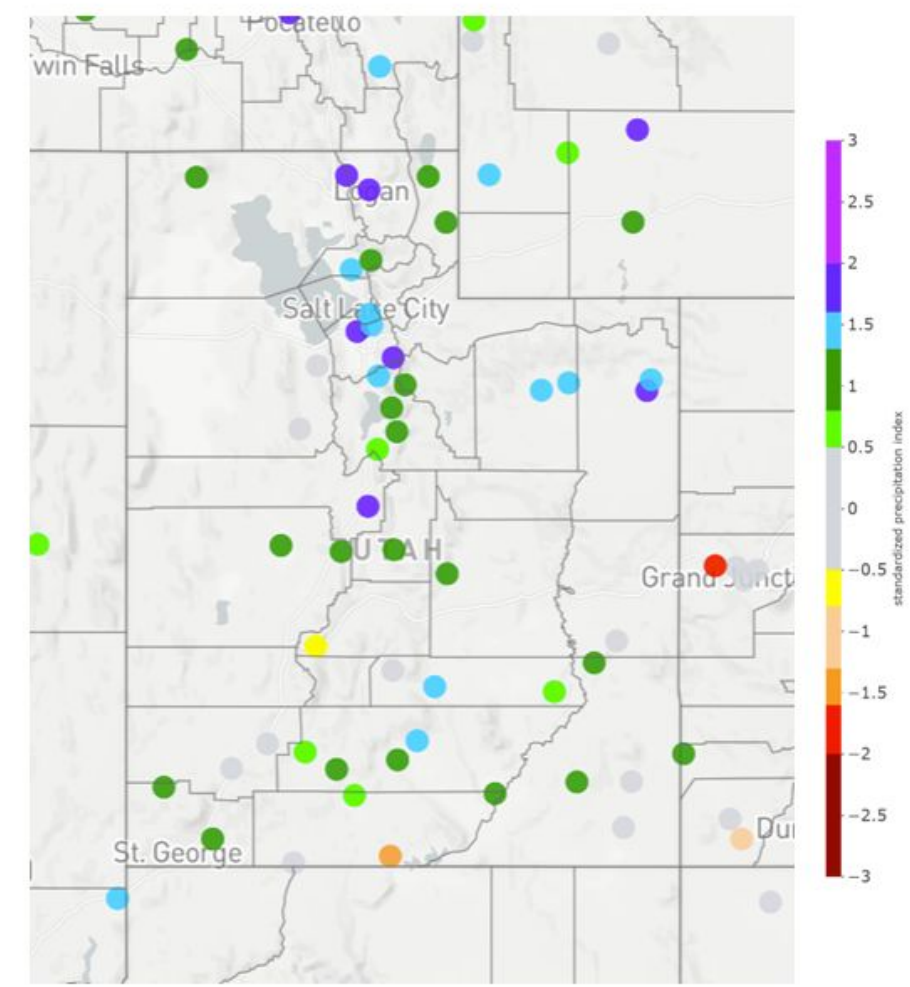 Pocatello
win Falls
3
2.5
Logan
2
Salt Lake City
1.5
1
0.5
0
UTAH
Grand Junct
−0.5
−1
−1.5
−2
Du
St. George
−2.5
−3
standardized precipitation index